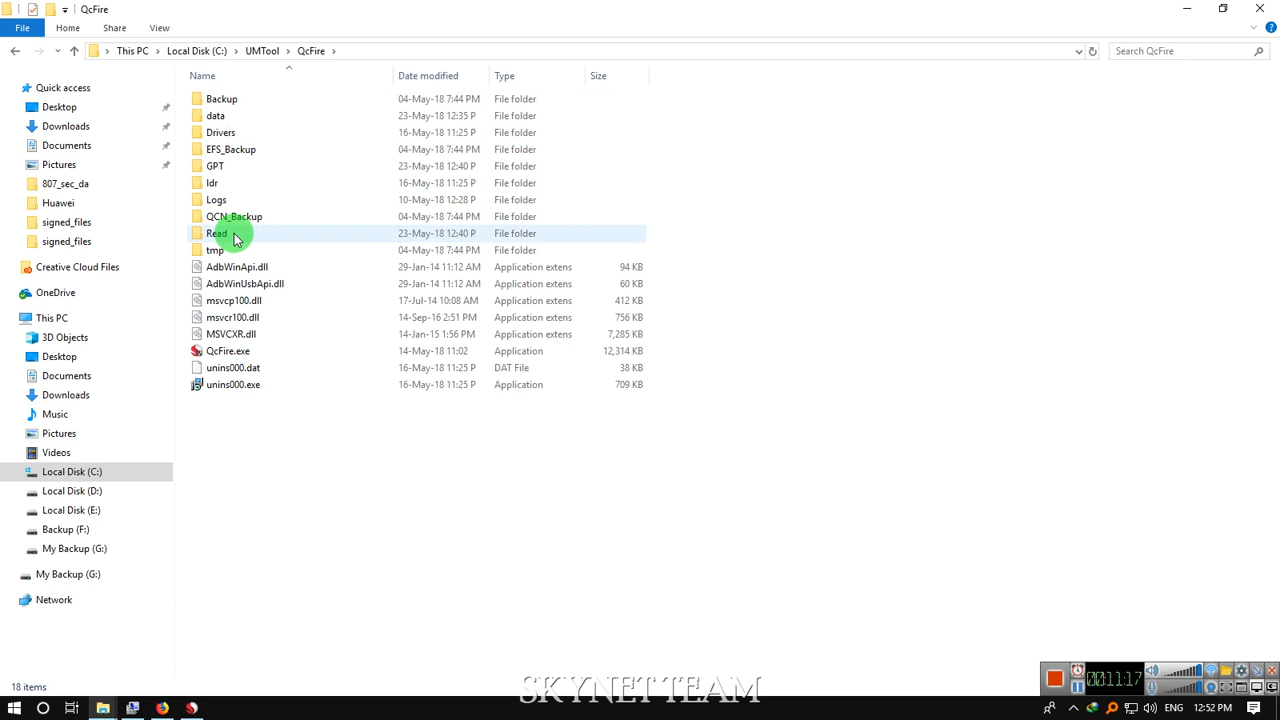 QcFire
File Home Share View
This PC Local Disk (C:) UMTool QcFire
Search QcFire
Name Date modified Type Size
Quick access
Desktop
Downloads
Documents
Pictures
807_sec_da
Huawei
signed_files
signed_files
Creative Cloud Files
OneDrive
This PC
3D Objects
Desktop
Documents
Downloads
Music
Pictures
Videos
Local Disk (C:)
Local Disk (D:)
Local Disk (E:)
Backup (F:)
My Backup (G:)
My Backup (G:)
Network
Backup 04-May-18 7:44 PM File folder
data 23-May-18 12:35 P File folder
Drivers 16-May-18 11:25 P File folder
EFS_Backup 04-May-18 7:44 PM File folder
GPT 23-May-18 12:40 P File folder
ldr 16-May-18 11:25 P File folder
Logs 10-May-18 12:28 P File folder
QCN_Backup 04-May-18 7:44 PM File folder
Read 23-May-18 12:40 P File folder
tmp 04-May-18 7:44 PM File folder
AdbWinApi.dll 29-Jan-14 11:12 AM Application extens 94 KB
AdbWinUsbApi.dll 29-Jan-14 11:12 AM Application extens 60 KB
msvcp100.dll 17-Jul-14 10:08 AM Application extens 412 KB
msvcr100.dll 14-Sep-16 2:51 PM Application extens 756 KB
MSVCXR.dll 14-Jan-15 1:56 PM Application extens 7,285 KB
QcFire.exe 14-May-18 11:02 Application 12,314 KB
unins000.dat 16-May-18 11:25 P DAT File 38 KB
unins000.exe 16-May-18 11:25 P Application 709 KB
18 items
SKYNET TEAM
00:11:17
12:52 PM